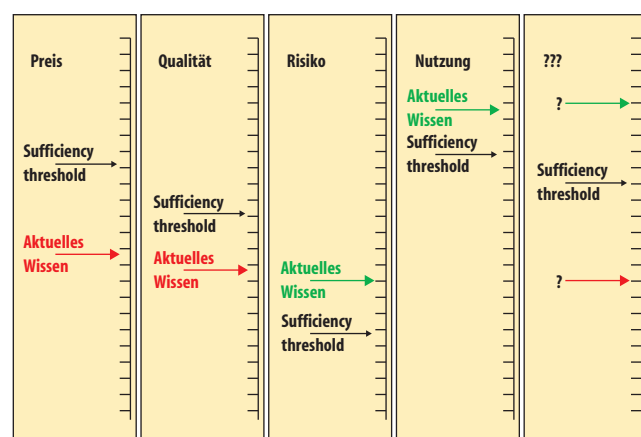 Preis
Sufficiency
threshold
Aktuelles
Wissen
Qualität
Sufficiency
threshold
Aktuelles
Wissen
Risiko
Aktuelles
Wissen
Sufficiency
threshold
Nutzung
Aktuelles
Wissen
Sufficiency
threshold
???
?
Sufficiency
threshold
?